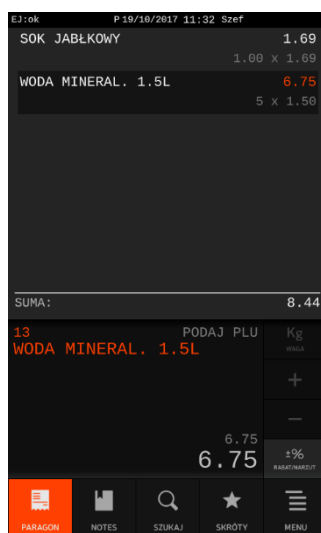 EJ:ok P 19/10/2017 11:32 Szef
SOK JABŁKOWY 1.69
1.00 x 1.69
WODA MINERAL. 1.5L 6.75
5 x 1.50
SUMA: 8.44
13 PODAJ PLU
WODA MINERAL. 1.5L
6.75
6.75
Kg
WAGA
+
−
±%
RABAT/NARZUT
PARAGON NOTES SZUKAJ SKRÓTY MENU